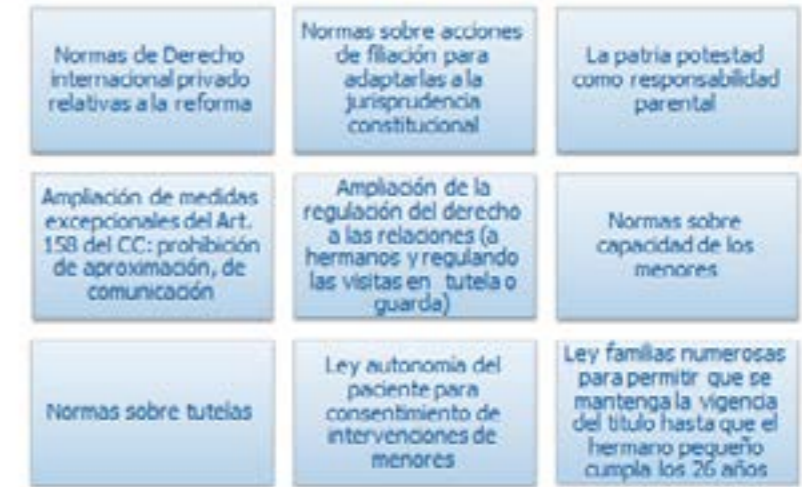 Normas de Derecho
internacional privado
relativas a la reforma
Normas sobre acciones
de filiación para
adaptarlas a la
jurisprudencia
constitucional
La patria potestad
como responsabilidad
parental
Ampliación de medidas
excepcionales del Art.
158 del CC: prohibición
de aproximación, de
comunicación
Ampliación de la
regulación del derecho
a las relaciones (a
hermanos y regulando
las visitas en tutela o
guarda)
Normas sobre
capacidad de los
menores
Normas sobre tutelas
Ley autonomía del
paciente para
consentimiento de
intervenciones de
menores
Ley familias numerosas
para permitir que se
mantenga la vigencia
del titulo hasta que el
hermano pequeño
cumpla los 26 años